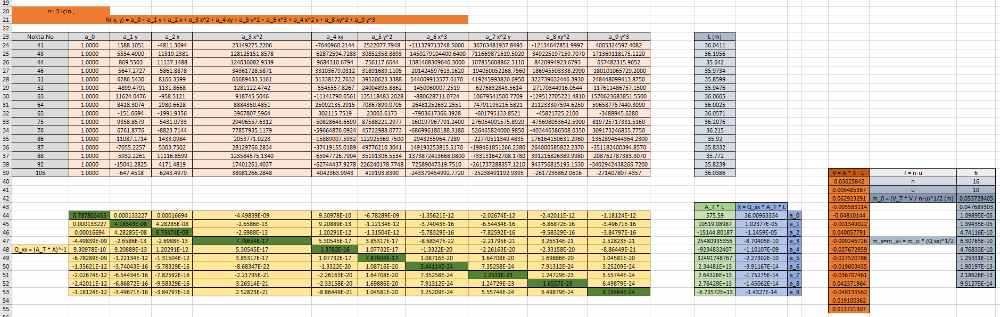 19
20 n= 3 için ;
21 N( x, y) = a_0 + a_1 y + a_2 x + a_3 x^2 + a_4 xy + a_5 y^2 + a_6 x^3 + a_4 x^2 y + a_8 xy^2 + a_9 y^3
22
23 Nokta No a_0 a_1 y a_2 x a_3 x^2 a_4 xy a_5 y^2 a_6 x^3 a_7 x^2 y a_8 xy^2 a_9 y^3 L (m)
24 41 1.0000 1588.1051 -4811.3694 23149275.2206 -7640960.2144 2522077.7948 -111379713748.5000 36763481937.8493 -12134647851.9997 4005324597.4082 36.0411
25 43 1.0000 5554.4900 -11319.2381 128125151.8578 -62872594.7283 30852358.8893 -1450279104400.6400 711669871619.5020 -349225197159.7070 171369118175.1220 36.1956
26 44 1.0000 869.5503 11137.1488 124036082.9339 9684310.6794 756117.6644 1381408309646.3000 107855608862.3110 8420994923.6793 657482315.9652 35.642
27 46 1.0000 -5647.2727 -5861.8878 34361728.5871 33103679.0312 31891689.1105 -201424597613.1620 -194050052268.7560 -186945503338.2990 -180101065729.2000 35.9734
28 51 1.0000 6286.5430 8166.3599 66689433.5161 51338172.7632 39520623.3388 544609913577.6170 419245993820.6950 322739632446.3930 248448099413.8750 35.8599
29 52 1.0000 -4899.4791 1131.8668 1281122.4742 -5545557.8267 24004895.8862 1450060007.2519 -6276832843.5614 27170344916.0544 -117611486757.1500 35.9476
30 63 1.0000 11624.0476 -958.5121 918745.5046 -11141790.6561 135118483.2028 -880628711.0724 10679541500.7709 -129512705221.4810 1570623683851.5500 36.0605
31 64 1.0000 8418.3074 2980.6628 8884350.4851 25092135.2915 70867899.0705 26481252632.2551 74791193216.5821 211233307594.6250 596587757440.3090 36.0025
32 65 1.0000 -151.6694 -1991.9356 3967807.5964 302115.7519 23003.6173 -7903617366.3928 -601795133.8521 -45821725.2100 -3488945.6280 36.0571
33 75 1.0000 9358.8579 -5431.0733 29496557.6312 -50828643.6699 87588221.2977 -160197967791.2400 276054091575.8920 -475698053642.5900 819725717331.5160 36.2076
34 76 1.0000 6761.8776 -8823.7144 77857935.1179 -59664876.0924 45722988.0773 -686996180188.3180 526465824000.9850 -403446586508.0350 309173246855.7750 36.215
35 86 1.0000 -11087.1714 1433.0984 2053771.0223 -15889007.5932 122925369.7500 2943255964.7289 -22770511349.4835 176164150631.2960 -1362894644364.2300 35.92
36 87 1.0000 -7055.2257 5303.7502 28129766.2834 -37419155.0189 49776210.3041 149193253815.5170 -198461851266.2380 264000585822.2370 -351182400394.8570 35.8332
37 88 1.0000 -5932.2261 11116.8599 123584575.1340 -65947726.7904 35191306.5534 1373872413668.0800 -733131642708.1780 391216826389.9980 -208762787383.3070 35.772
38 92 1.0000 -15041.2825 4171.4819 17401261.4037 -62744437.9278 226240178.7748 72589047319.7510 -261737288357.1210 943756815195.1530 -3402942438266.7200 35.8239
39 105 1.0000 -647.4518 -6243.4979 38981266.2848 4042363.9943 419193.8390 -243379454992.7720 -25238491192.9395 -2617235862.0616 -271407807.4357 36.0386 V = A * X - L f = n-u 6
40 0.03625842 n 16
41 0.009485367 u 10
42 0.062923291 m_0 = (V_T * V / n-u)^1/2 (m) 0.053729405
43 A_T * L X = Q_xx * A_T * L -0.005583114 0.047689303
44 0.787803455 0.000133227 0.00016694 -4.49839E-09 9.30978E-10 -6.78289E-09 -1.35621E-12 -2.02674E-12 -2.42011E-12 -1.18124E-12 575.59 36.00963334 a_0 -0.04810144 1.09895E-05
45 0.000133227 4.18343E-08 4.28285E-08 -2.6586E-13 9.20889E-13 -1.22134E-12 -3.74043E-16 -6.54434E-16 -6.86872E-16 -3.49671E-16 10519.08987 1.02377E-05 a_1 -0.001349022 1.39435E-05
46 0.00016694 4.28285E-08 6.73474E-08 -2.6988E-13 1.20291E-12 -1.31504E-12 -5.78329E-16 -7.82592E-16 -9.58329E-16 -3.84797E-16 -15144.80187 -1.2459E-05 a_2 0.040057791 4.74116E-10
47 -4.49839E-09 -2.6586E-13 -2.6988E-13 7.78654E-17 5.30545E-17 3.85317E-17 -8.68347E-22 -2.21795E-21 3.26514E-21 2.52823E-21 25480935356 -8.70405E-10 a_3 -0.009246726 m_x=m_ai = m_o * (Q xx)^1/2 6.30765E-10
48 Q_xx = (A_T * A)^-1 9.30978E-10 9.20889E-13 1.20291E-12 5.30545E-17 1.3782E-16 1.07732E-17 -1.3322E-20 -2.26163E-20 -2.33158E-20 -8.86449E-21 -9234832407 -1.10107E-09 a_4 -0.027672959 4.76833E-10
49 -6.78289E-09 -1.22134E-12 -1.31504E-12 3.85317E-17 1.07732E-17 7.87604E-17 1.08716E-20 1.64708E-20 1.69886E-20 1.04581E-20 32491748767 -2.27302E-10 a_5 -0.027520786 1.25331E-13
50 -1.35621E-12 -3.74043E-16 -5.78329E-16 -8.68347E-22 -1.3322E-20 1.08716E-20 5.44114E-24 7.35258E-24 7.91312E-24 3.25209E-24 2.34481E+13 -3.91167E-14 a_6 -0.019603435 1.90197E-13
51 -2.02674E-12 -6.54434E-16 -7.82592E-16 -2.21795E-21 -2.26163E-20 1.64708E-20 7.35258E-24 1.2531E-23 1.24729E-23 5.55744E-24 2.64326E+13 -1.75275E-14 a_7 -0.036707461 2.18626E-13
52 -2.42011E-12 -6.86872E-16 -9.58329E-16 3.26514E-21 -2.33158E-20 1.69886E-20 7.91312E-24 1.24729E-23 1.6557E-23 6.49879E-24 2.76429E+13 -1.45062E-14 a_8 0.042371964 9.51275E-14
53 -1.18124E-12 -3.49671E-16 -3.84797E-16 2.52823E-21 -8.86449E-21 1.04581E-20 3.25209E-24 5.55744E-24 6.49879E-24 3.13464E-24 -6.73572E+13 -1.4327E-14 a_9 -0.048133562
54 0.019100362
55 0.013721307